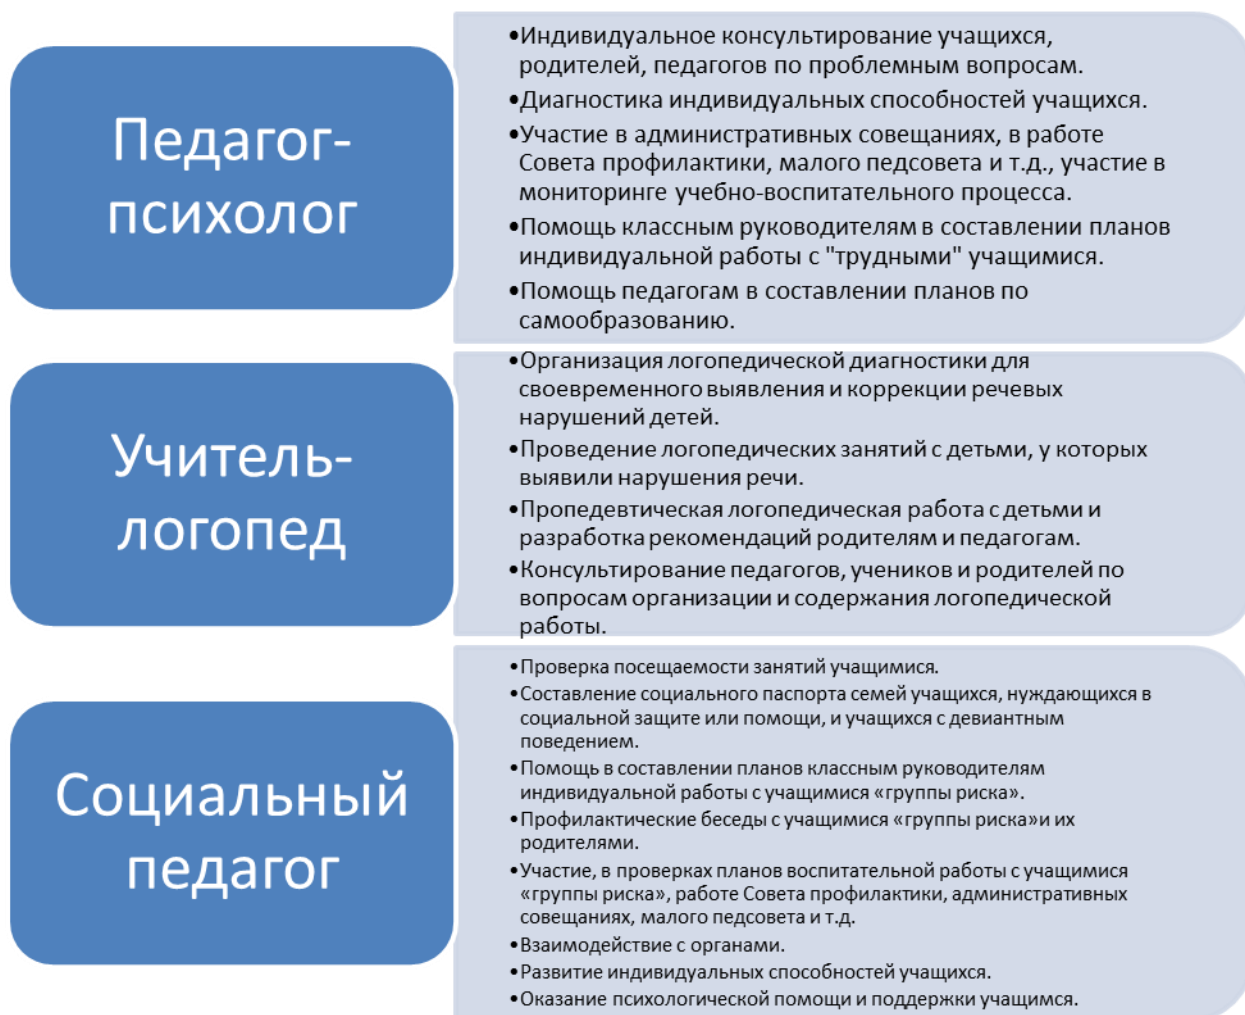 Педагог-
психолог
•Индивидуальное консультирование учащихся,
родителей, педагогов по проблемным вопросам.
•Диагностика индивидуальных способностей учащихся.
•Участие в административных совещаниях, в работе
Совета профилактики, малого педсовета и т.д., участие в
мониторинге учебно-воспитательного процесса.
•Помощь классным руководителям в составлении планов
индивидуальной работы с "трудными" учащимися.
•Помощь педагогам в составлении планов по
самообразованию.
Учитель-
логопед
•Организация логопедической диагностики для
своевременного выявления и коррекции речевых
нарушений детей.
•Проведение логопедических занятий с детьми, у которых
выявили нарушения речи.
•Пропедевтическая логопедическая работа с детьми и
разработка рекомендаций родителям и педагогам.
•Консультирование педагогов, учеников и родителей по
вопросам организации и содержания логопедической
работы.
Социальный
педагог
•Проверка посещаемости занятий учащимися.
•Составление социального паспорта семей учащихся, нуждающихся в
социальной защите или помощи, и учащихся с девиантным
поведением.
•Помощь в составлении планов классным руководителям
индивидуальной работы с учащимися «группы риска».
•Профилактические беседы с учащимися «группы риска»и их
родителями.
•Участие, в проверках планов воспитательной работы с учащимися
«группы риска», работе Совета профилактики, административных
совещаниях, малого педсовета и т.д.
•Взаимодействие с органами.
•Развитие индивидуальных способностей учащихся.
•Оказание психологической помощи и поддержки учащимся.